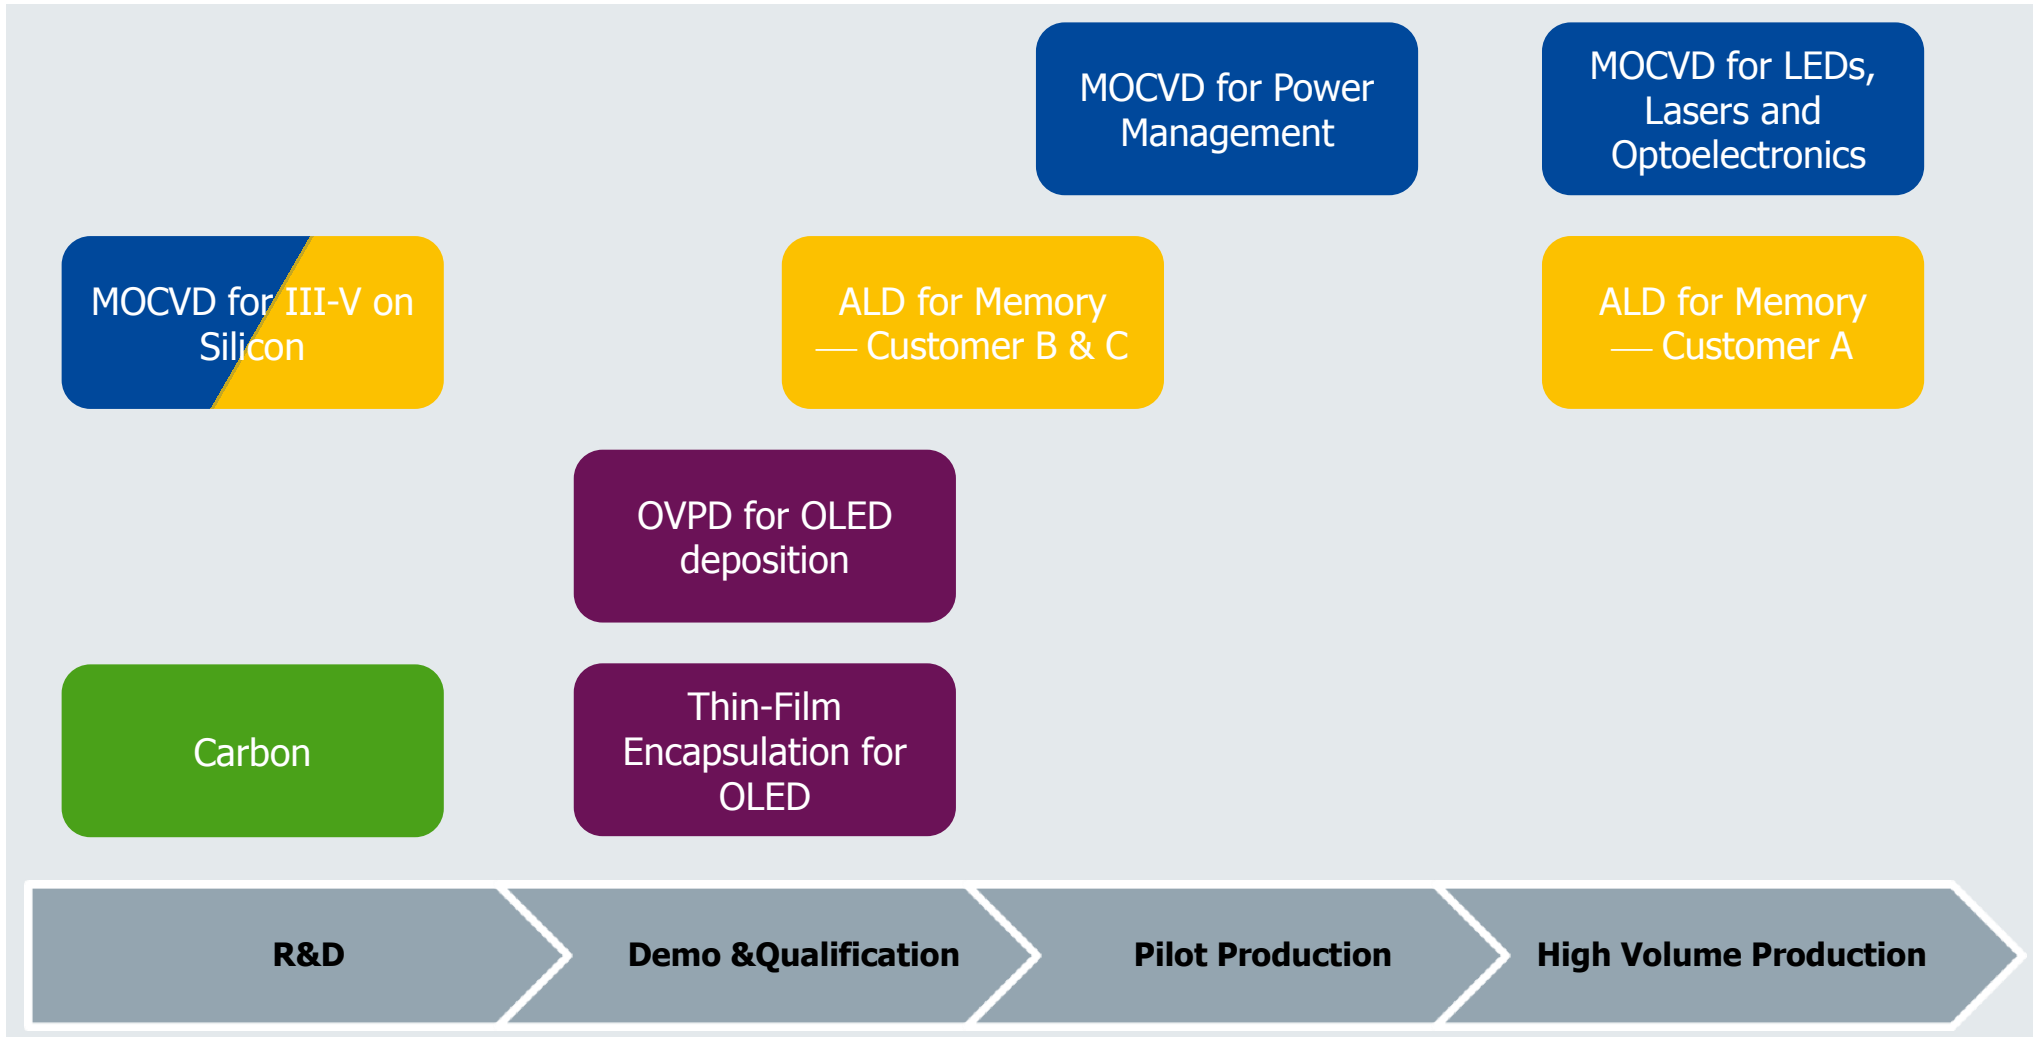 MOCVD for Power
Management
MOCVD for LEDs,
Lasers and
Optoelectronics
MOCVD for III-V on
Silicon
ALD for Memory
— Customer B & C
ALD for Memory
— Customer A
OVPD for OLED
deposition
Carbon
Thin-Film
Encapsulation for
OLED
R&D
Demo &Qualification
Pilot Production
High Volume Production